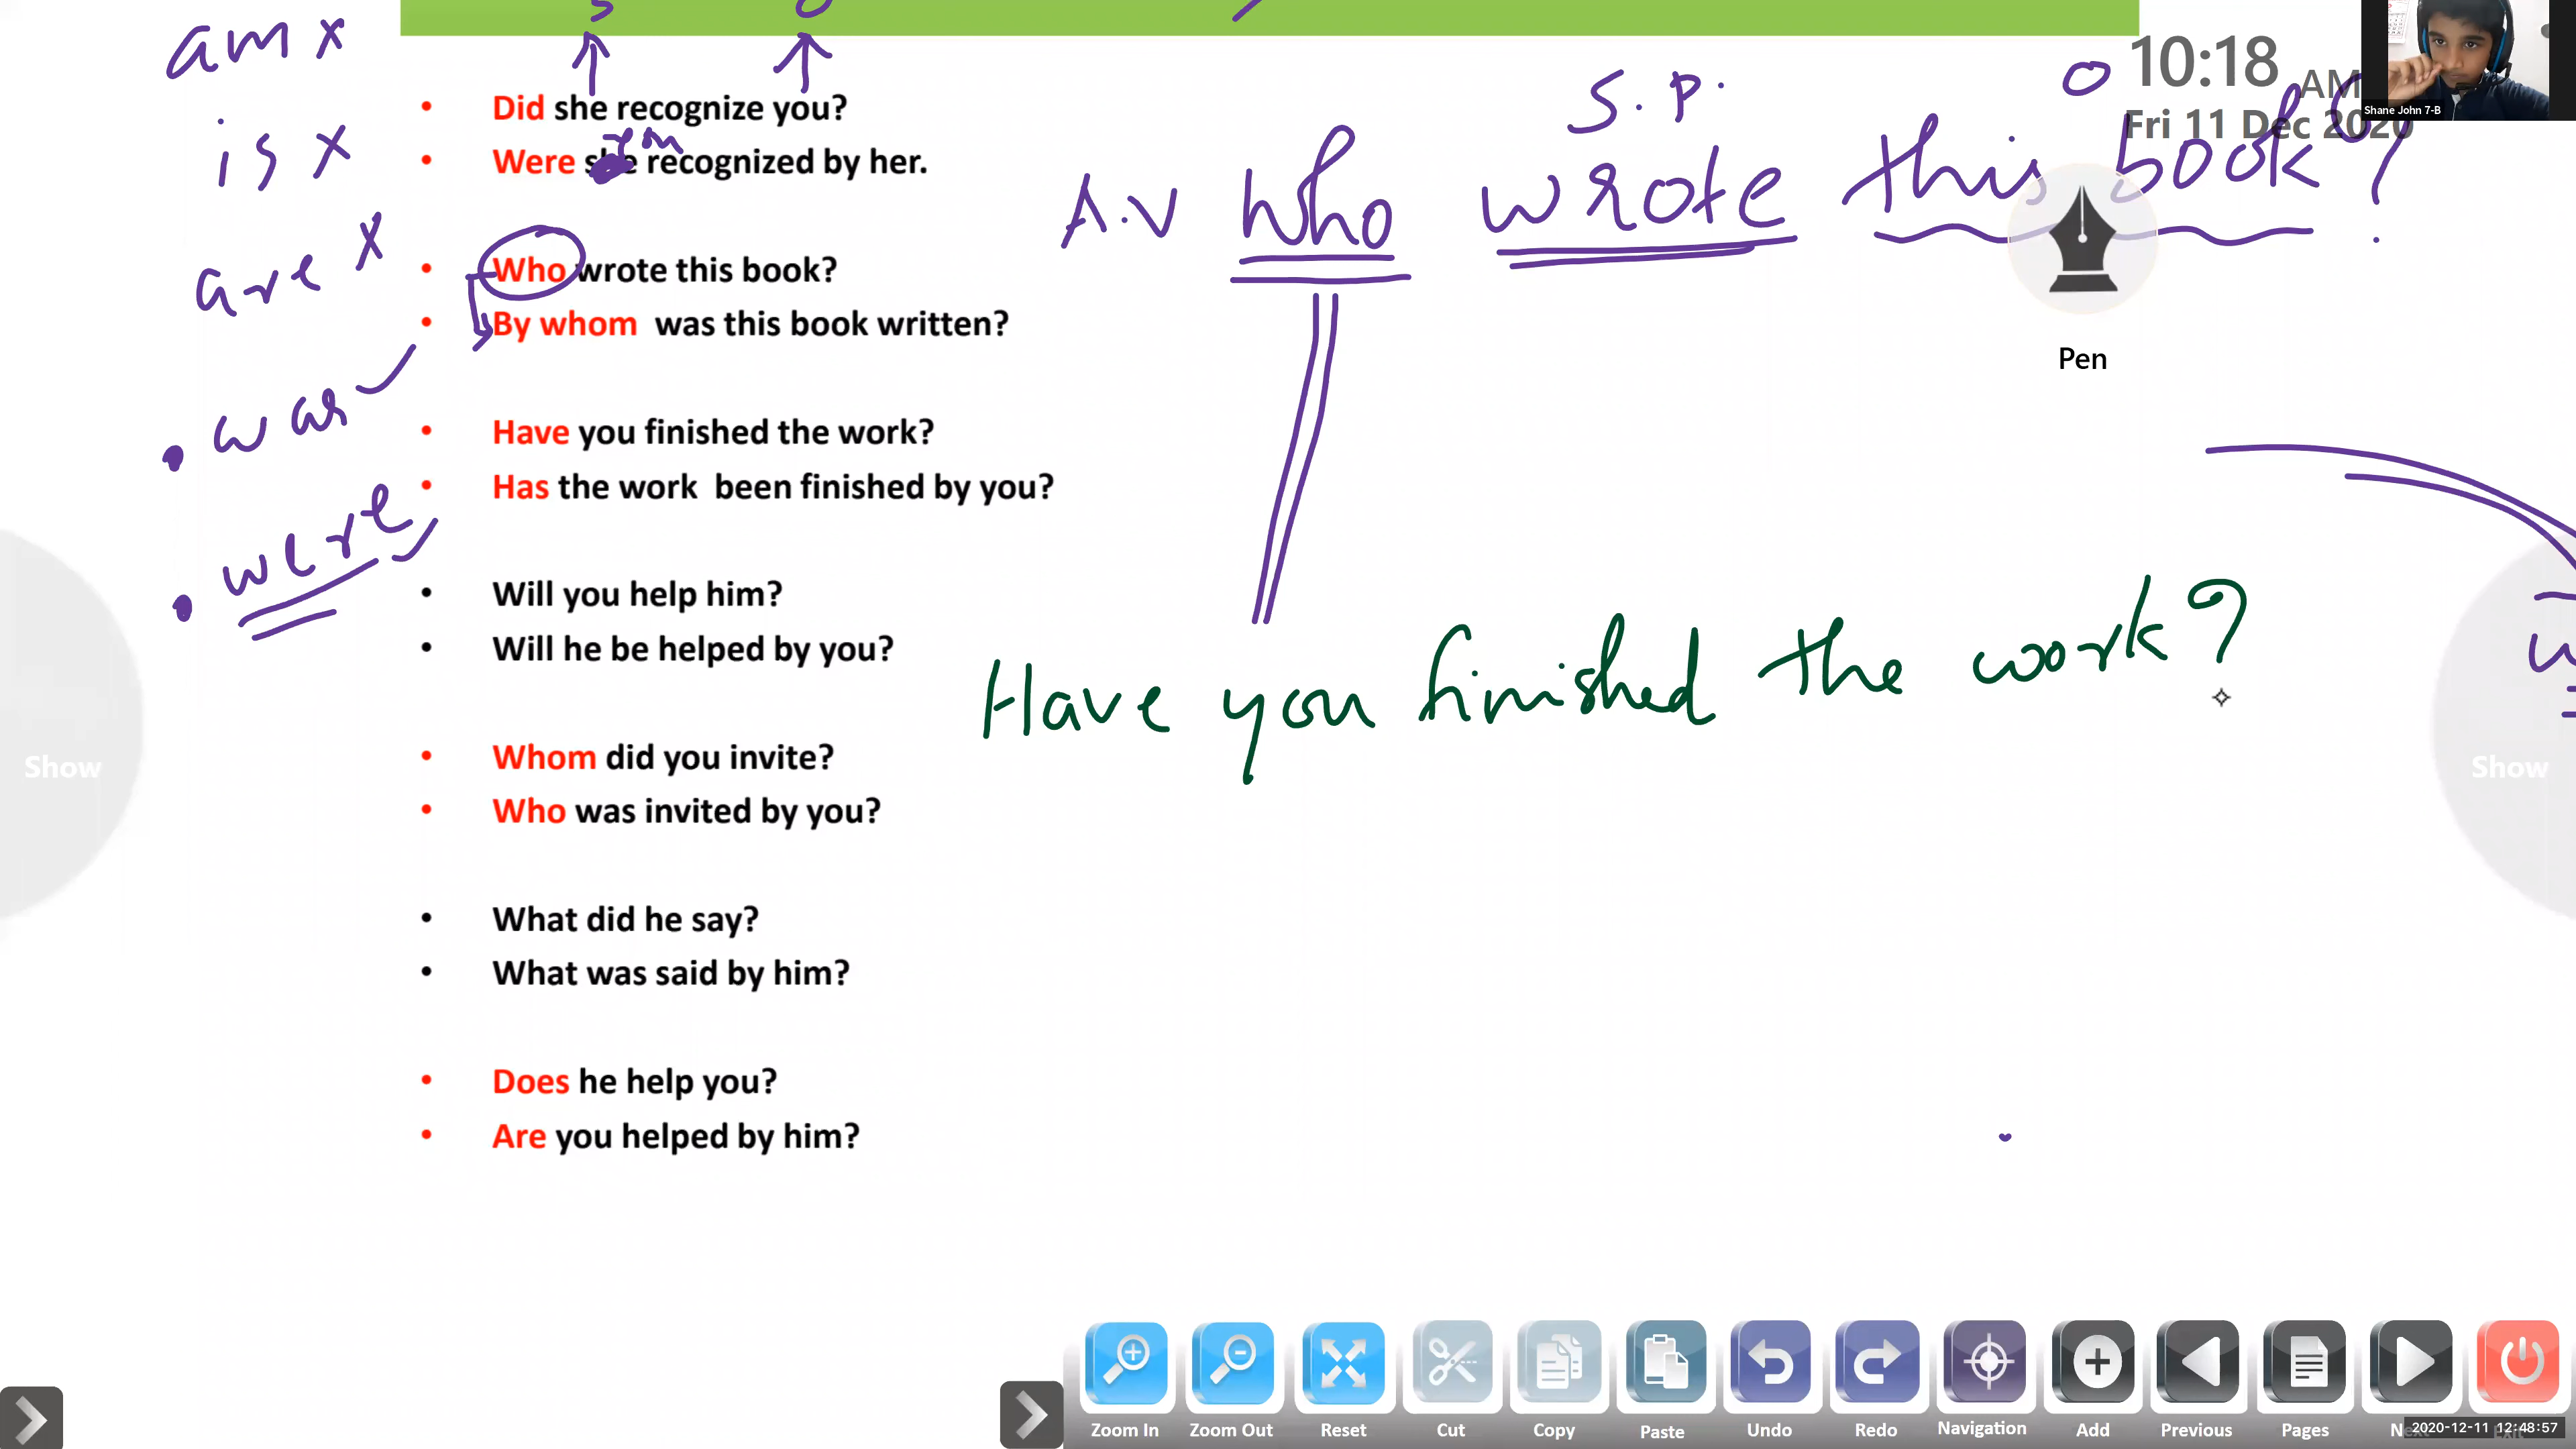 am x
is x
are x
. was ✓
. were ✓
S
O
• Did she recognize you?
you
• Were recognized by her.
• Who wrote this book?
• By whom was this book written?
• Have you finished the work?
• Has the work been finished by you?
• Will you help him?
• Will he be helped by you?
• Whom did you invite?
• Who was invited by you?
• What did he say?
• What was said by him?
• Does he help you?
• Are you helped by him?
S.P.
O
A.V Who wrote this book?
Have you finished the work?
10:18 AM
Fri 11 Dec 2020
Shane John 7-B
Pen
Show
Show
Zoom In
Zoom Out
Reset
Cut
Copy
Paste
Undo
Redo
Navigation
Add
Previous
Pages
2020-12-11 12:48:57